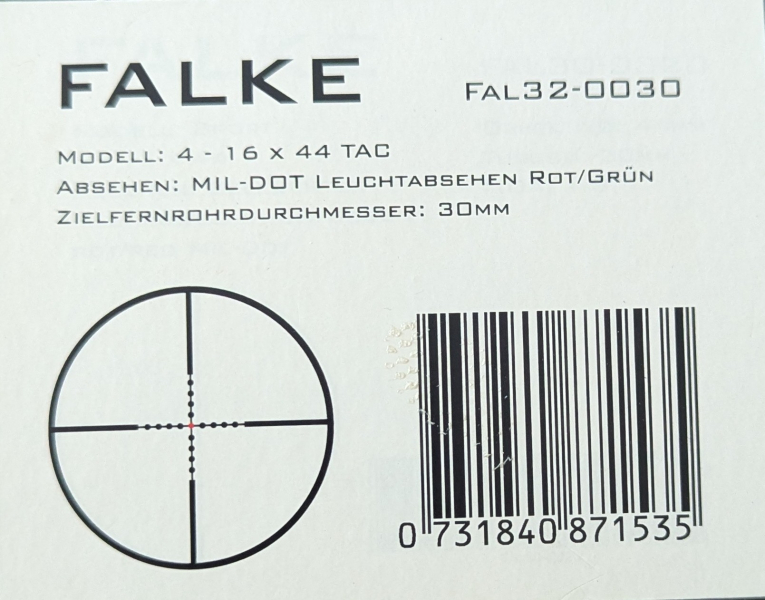 FALKE
FAL32-0030
MODELL: 4 - 16 X 44 TAC
ABSEHEN: MIL-DOT LEUCHTABSEHEN ROT/GRÜN
ZIELFERNROHRDURCHMESSER: 30MM
0 731840 871535